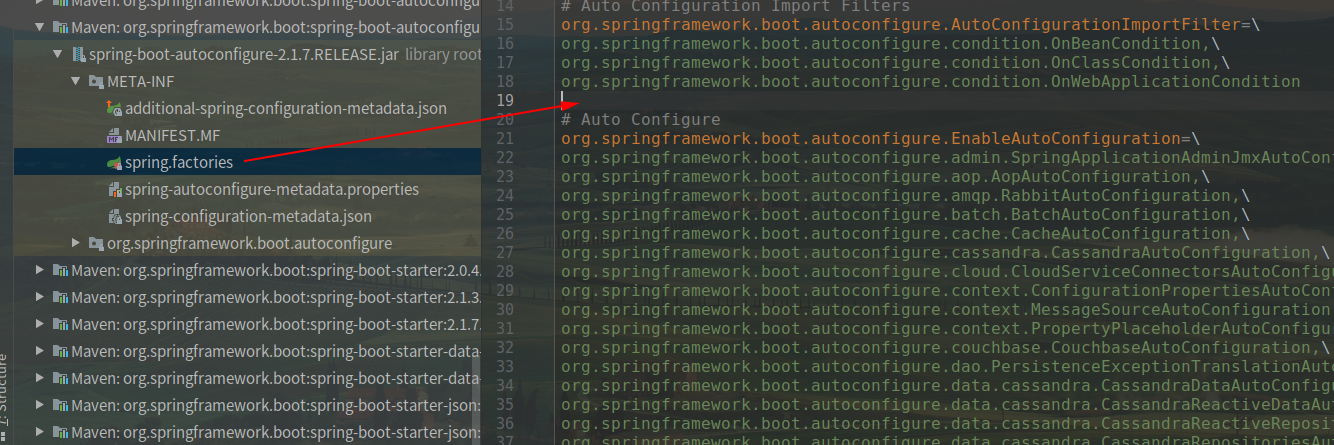 Maven: org.springframework.boot:spring-boot-autoconfigu
Maven: org.springframework.boot:spring-boot-autoconfigu
spring-boot-autoconfigure-2.1.7.RELEASE.jar library root
META-INF
additional-spring-configuration-metadata.json
MANIFEST.MF
spring.factories
spring-autoconfigure-metadata.properties
spring-configuration-metadata.json
org.springframework.boot.autoconfigure
Maven: org.springframework.boot:spring-boot-starter:2.0.4.
Maven: org.springframework.boot:spring-boot-starter:2.1.3.
Maven: org.springframework.boot:spring-boot-starter:2.1.7.
Maven: org.springframework.boot:spring-boot-starter-data-
Maven: org.springframework.boot:spring-boot-starter-data-
Maven: org.springframework.boot:spring-boot-starter-json:
Maven: org.springframework.boot:spring-boot-starter-json:
7: Structure
14 # Auto Configuration Import Filters
15 org.springframework.boot.autoconfigure.AutoConfigurationImportFilter=\
16 org.springframework.boot.autoconfigure.condition.OnBeanCondition,\
17 org.springframework.boot.autoconfigure.condition.OnClassCondition,\
18 org.springframework.boot.autoconfigure.condition.OnWebApplicationCondition
19
20 # Auto Configure
21 org.springframework.boot.autoconfigure.EnableAutoConfiguration=\
22 org.springframework.boot.autoconfigure.admin.SpringApplicationAdminJmxAutoCon
23 org.springframework.boot.autoconfigure.aop.AopAutoConfiguration,\
24 org.springframework.boot.autoconfigure.amqp.RabbitAutoConfiguration,\
25 org.springframework.boot.autoconfigure.batch.BatchAutoConfiguration,\
26 org.springframework.boot.autoconfigure.cache.CacheAutoConfiguration,\
27 org.springframework.boot.autoconfigure.cassandra.CassandraAutoConfiguration,\
28 org.springframework.boot.autoconfigure.cloud.CloudServiceConnectorsAutoConfigu
29 org.springframework.boot.autoconfigure.context.ConfigurationPropertiesAutoCon
30 org.springframework.boot.autoconfigure.context.MessageSourceAutoConfiguration
31 org.springframework.boot.autoconfigure.context.PropertyPlaceholderAutoConfigu
32 org.springframework.boot.autoconfigure.couchbase.CouchbaseAutoConfiguration,\
33 org.springframework.boot.autoconfigure.dao.PersistenceExceptionTranslationAuto
34 org.springframework.boot.autoconfigure.data.cassandra.CassandraDataAutoConfigu
35 org.springframework.boot.autoconfigure.data.cassandra.CassandraReactiveDataAut
36 org.springframework.boot.autoconfigure.data.cassandra.CassandraReactiveReposit
37 org.springframework.boot.autoconfigure.data.cassandra.CassandraRepositoriesAut